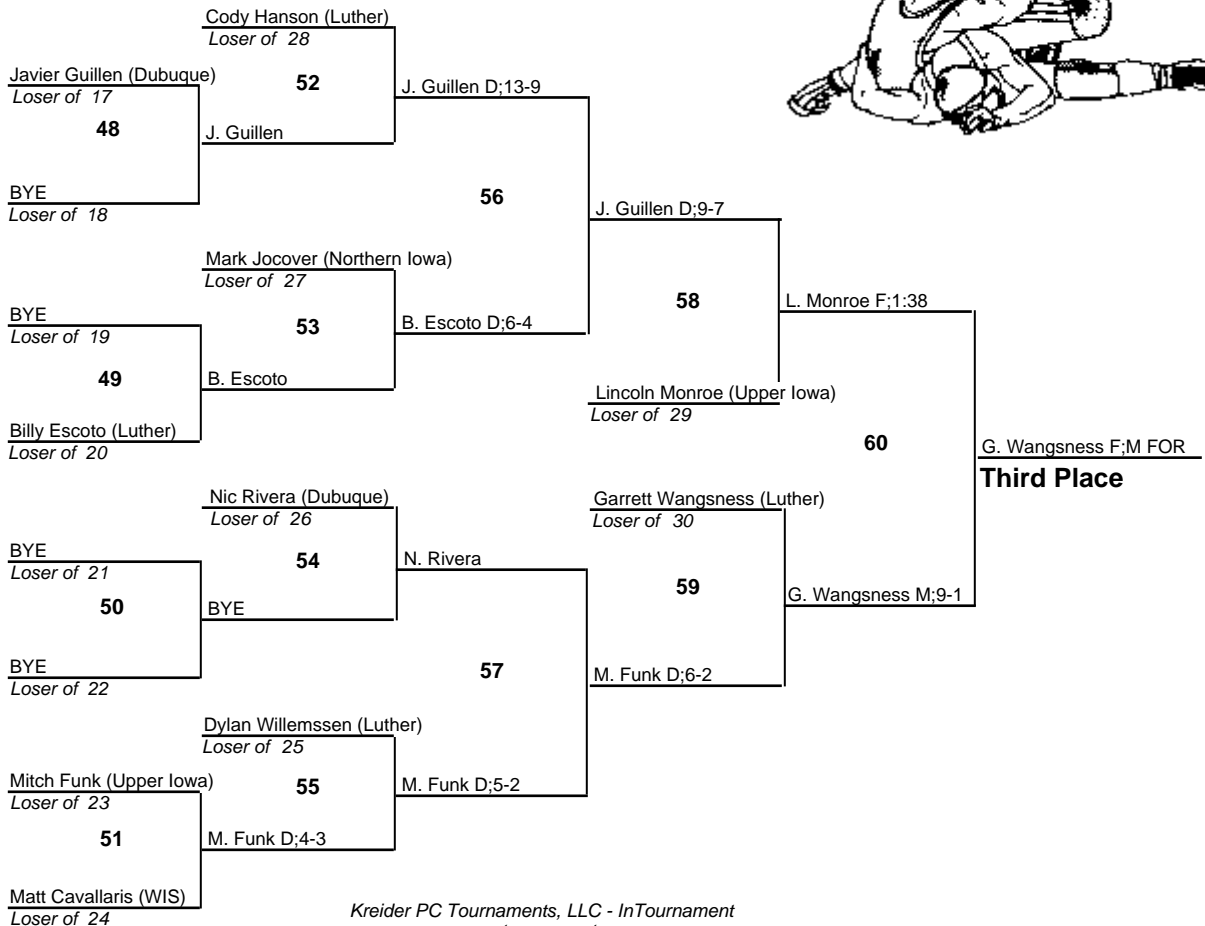 Cody Hanson (Luther)
Loser of 28
Javier Guillen (Dubuque)
Loser of 17
52
J. Guillen D;13-9
48
J. Guillen
BYE
Loser of 18
56
J. Guillen D;9-7
Mark Jocover (Northern Iowa)
Loser of 27
BYE
Loser of 19
53
B. Escoto D;6-4
58
L. Monroe F;1:38
49
B. Escoto
Lincoln Monroe (Upper Iowa)
Loser of 29
Billy Escoto (Luther)
Loser of 20
60
G. Wangsness F;M FOR
Third Place
Nic Rivera (Dubuque)
Loser of 26
Garrett Wangsness (Luther)
Loser of 30
BYE
Loser of 21
54
N. Rivera
59
50
BYE
G. Wangsness M;9-1
BYE
Loser of 22
57
M. Funk D;6-2
Dylan Willemssen (Luther)
Loser of 25
Mitch Funk (Upper Iowa)
Loser of 23
55
M. Funk D;5-2
51
M. Funk D;4-3
Matt Cavallaris (WIS)
Loser of 24
Kreider PC Tournaments, LLC - InTournament